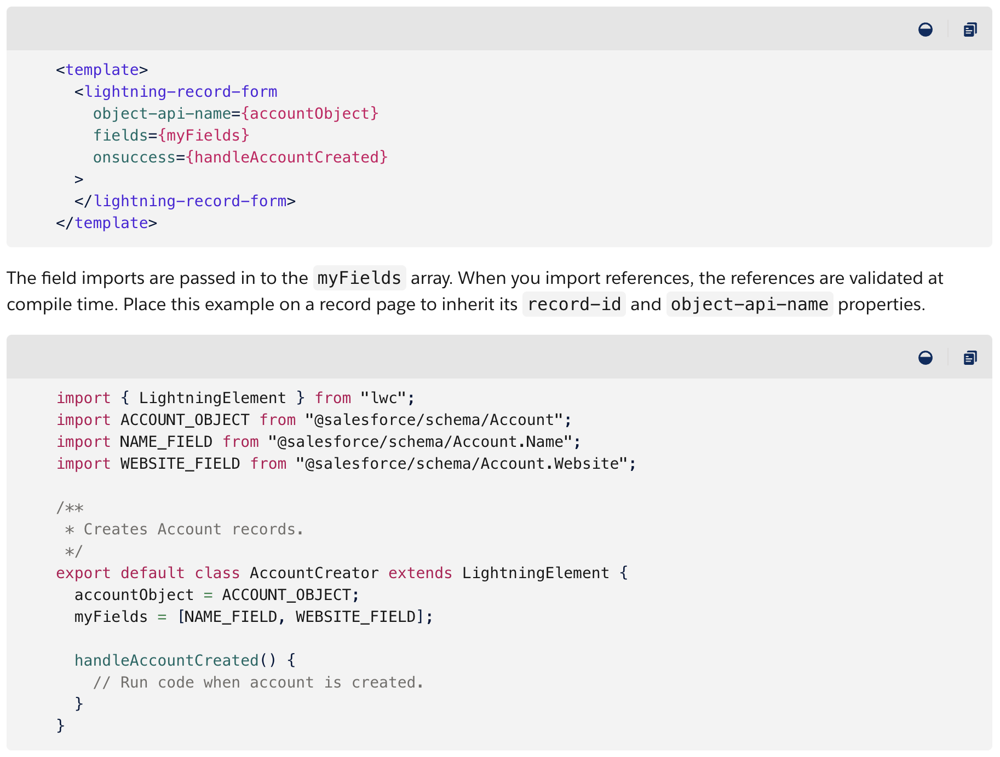 <template>
  <lightning-record-form
    object-api-name={accountObject}
    fields={myFields}
    onsuccess={handleAccountCreated}
  >
  </lightning-record-form>
</template>
The field imports are passed in to the myFields array. When you import references, the references are validated at
compile time. Place this example on a record page to inherit its record-id and object-api-name properties.
import { LightningElement } from "lwc";
import ACCOUNT_OBJECT from "@salesforce/schema/Account";
import NAME_FIELD from "@salesforce/schema/Account.Name";
import WEBSITE_FIELD from "@salesforce/schema/Account.Website";

/**
 * Creates Account records.
 */
export default class AccountCreator extends LightningElement {
  accountObject = ACCOUNT_OBJECT;
  myFields = [NAME_FIELD, WEBSITE_FIELD];

  handleAccountCreated() {
    // Run code when account is created.
  }
}